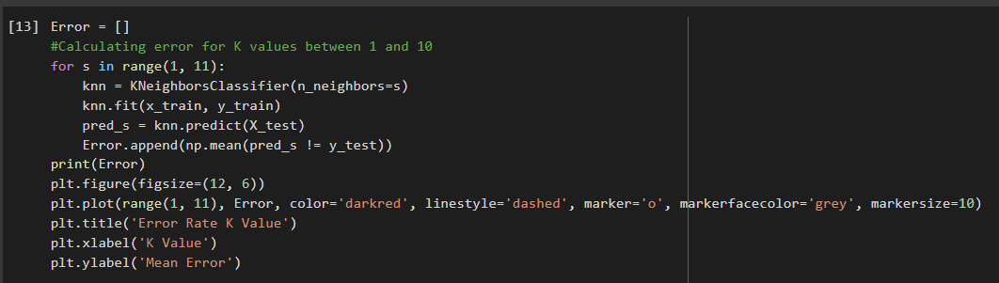 [13] Error = []
#Calculating error for K values between 1 and 10
for s in range(1, 11):
    knn = KNeighborsClassifier(n_neighbors=s)
    knn.fit(x_train, y_train)
    pred_s = knn.predict(X_test)
    Error.append(np.mean(pred_s != y_test))
print(Error)
plt.figure(figsize=(12, 6))
plt.plot(range(1, 11), Error, color='darkred', linestyle='dashed', marker='o', markerfacecolor='grey', markersize=10)
plt.title('Error Rate K Value')
plt.xlabel('K Value')
plt.ylabel('Mean Error')